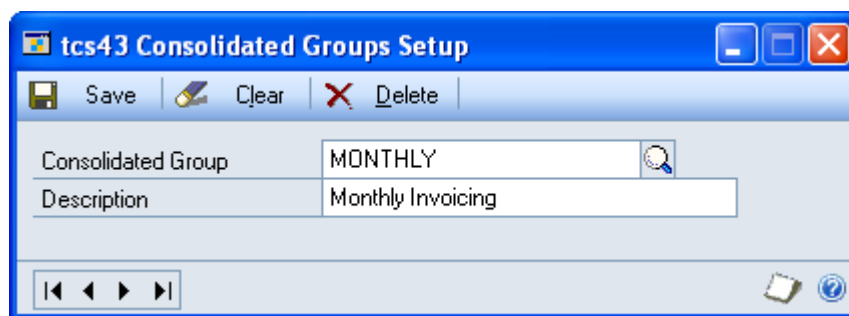 tcs43 Consolidated Groups Setup
Save Clear Delete
Consolidated Group MONTHLY
Description Monthly Invoicing